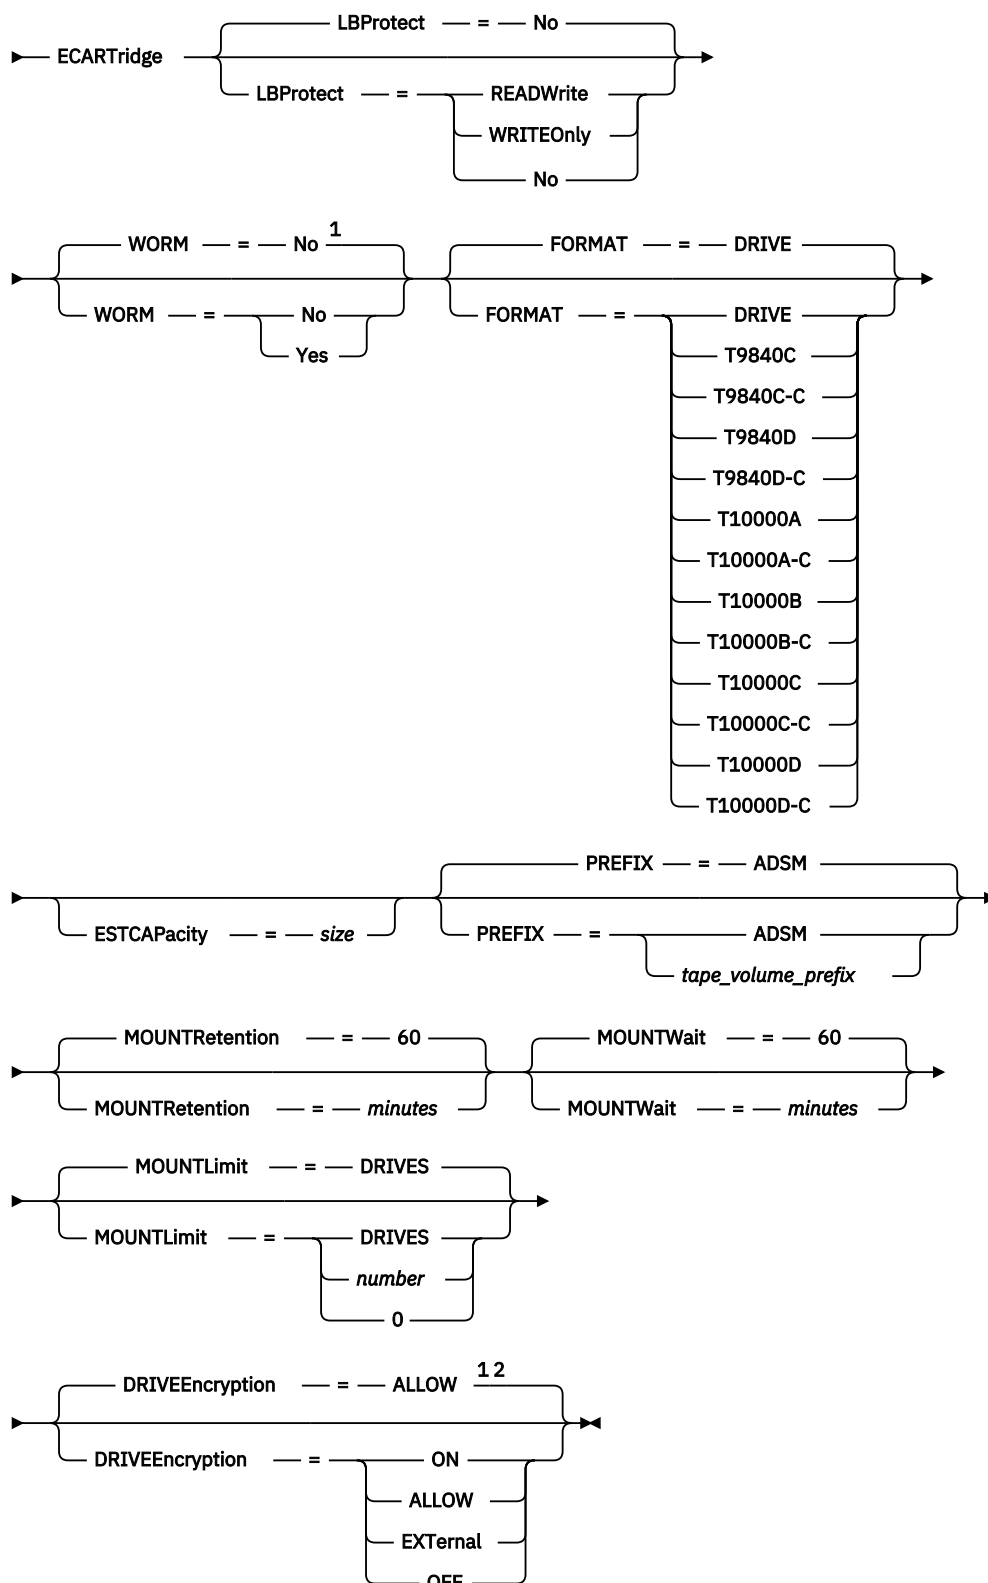 LBProtect = No
ECARTridge
LBProtect = READWrite
WRITEOnly
No
WORM = No 1 FORMAT = DRIVE
WORM = No FORMAT = DRIVE
Yes T9840C
T9840C-C
T9840D
T9840D-C
T10000A
T10000A-C
T10000B
T10000B-C
T10000C
T10000C-C
T10000D
T10000D-C
PREFIX = ADSM
ESTCAPacity = size PREFIX = ADSM
tape_volume_prefix
MOUNTRetention = 60 MOUNTWait = 60
MOUNTRetention = minutes MOUNTWait = minutes
MOUNTLimit = DRIVES
MOUNTLimit = DRIVES
number
0
DRIVEEncryption = ALLOW 1 2
DRIVEEncryption = ON
ALLOW
EXTernal
OFF